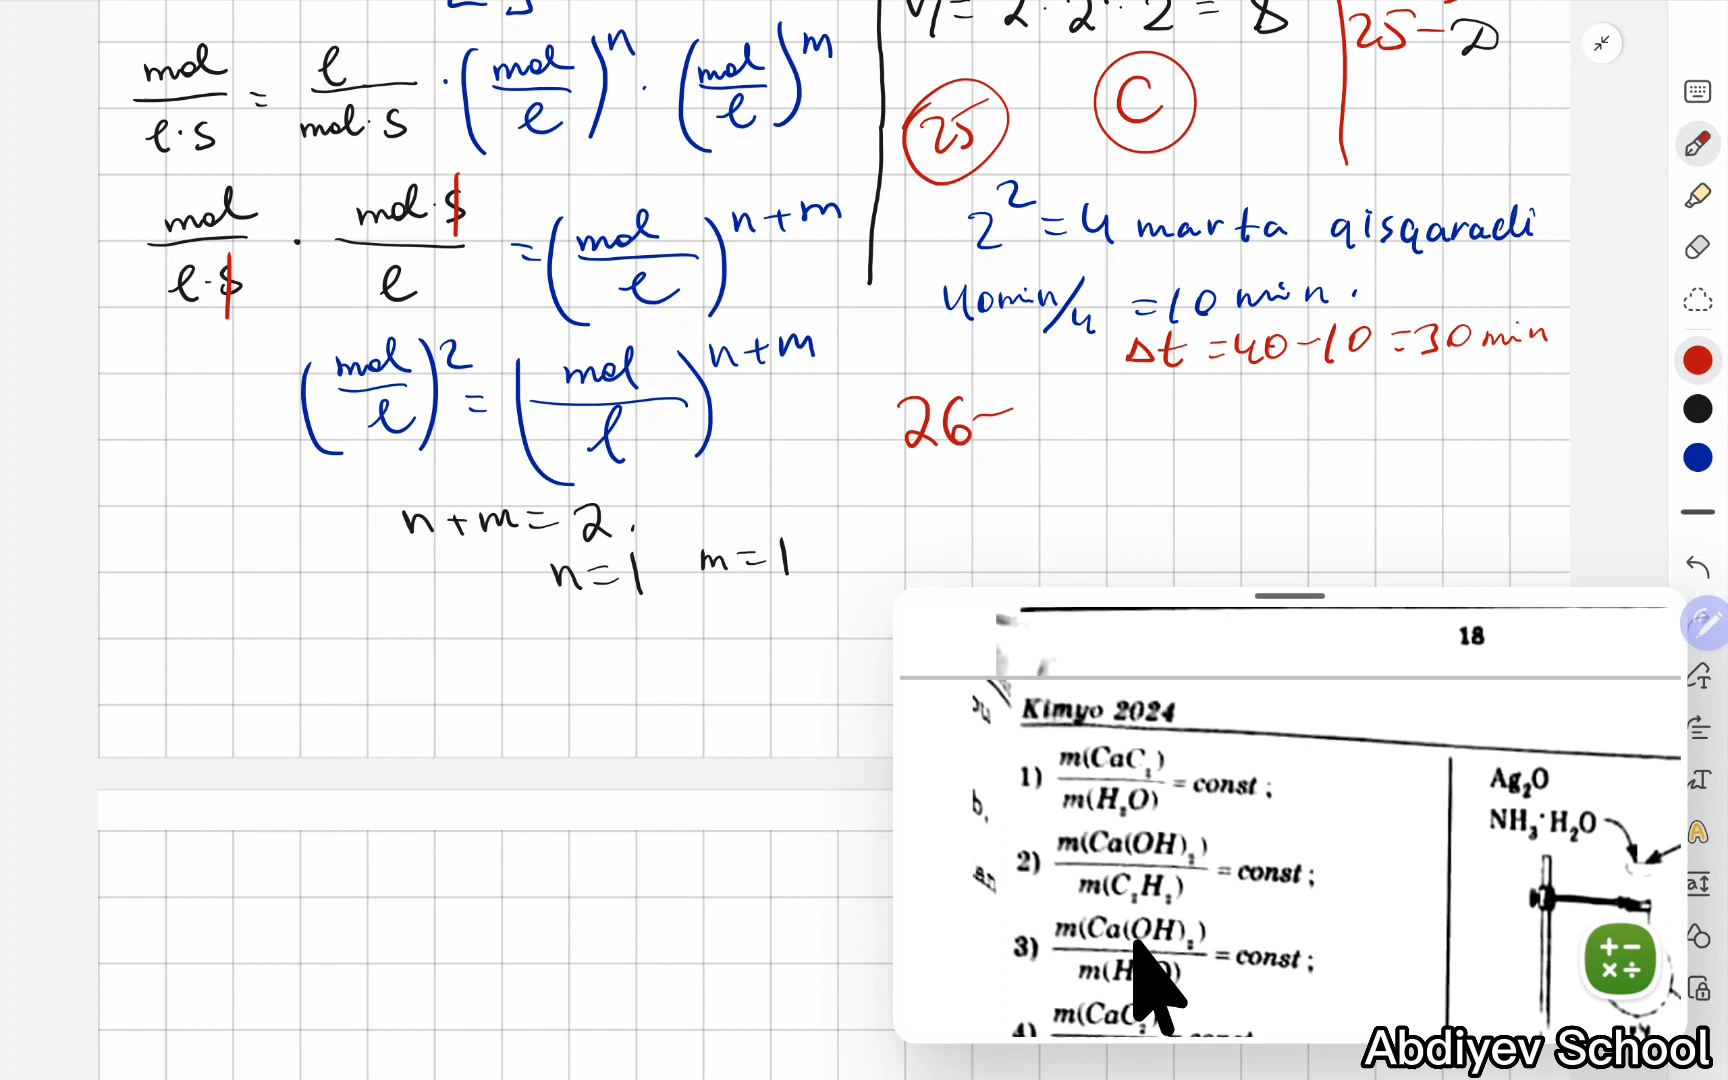 mol/l·s = l/mol·s · (mol/l)^n · (mol/l)^m
mol/l·s · mol·s/l = (mol/l)^n+m
(mol/l)^2 = (mol/l)^n+m
n+m=2.
n=1 m=1
= 2·2·2 = 8
C
25-D
25
2^2 = 4 marta qisqaradi
40min/4 = 10 min.
Δt = 40-10 = 30 min
26-
18
Kimyo 2024
1) m(CaC₂)/m(H₂O) = const ;
2) m(Ca(OH)₂)/m(C₂H₂) = const ;
3) m(Ca(OH)₂) = const ;
4)
Ag₂O
NH₃·H₂O
Abdiyev School